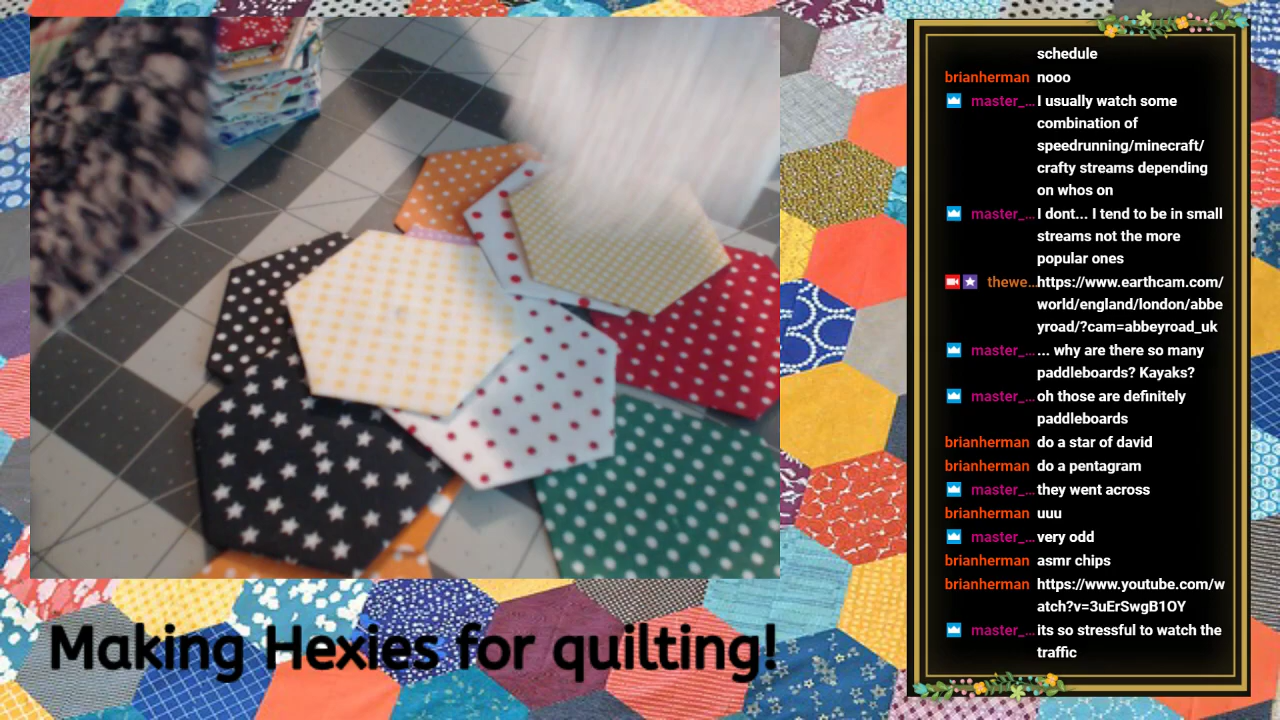 schedule
brianherman nooo
master_... I usually watch some
combination of
speedrunning/minecraft/
crafty streams depending
on whos on
master_... I dont... I tend to be in small
streams not the more
popular ones
thewe... https://www.earthcam.com/
world/england/london/abbe
yroad/?cam=abbeyroad_uk
master_... ... why are there so many
paddleboards? Kayaks?
master_... oh those are definitely
paddleboards
brianherman do a star of david
brianherman do a pentagram
master_... they went across
brianherman uuu
master_... very odd
brianherman asmr chips
brianherman https://www.youtube.com/w
atch?v=3uErSwgB1OY
master_... its so stressful to watch the
traffic
Making Hexies for quilting!